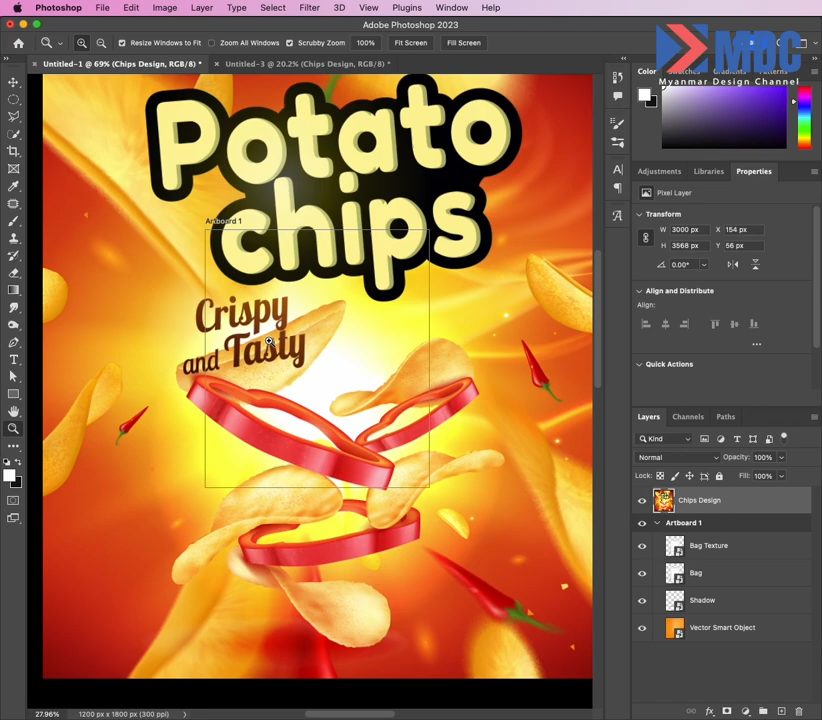 Photoshop File Edit Image Layer Type Select Filter 3D View Plugins Window Help
Adobe Photoshop 2023
Resize Windows to Fit Zoom All Windows Scrubby Zoom 100% Fit Screen Fill Screen
MDC
Myanmar Design Channel
Untitled-1 @ 69% (Chips Design, RGB/8) * Untitled-3 @ 20.2% (Chips Design, RGB/8) *
Color Swatches Gradients Patterns
Potato
chips
Artboard 1
Crispy
and Tasty
Adjustments Libraries Properties
Pixel Layer
Transform
W 3000 px X 154 px
H 3568 px Y 56 px
0.00°
Align and Distribute
Align:
Quick Actions
Layers Channels Paths
Kind
Normal Opacity: 100%
Lock: Fill: 100%
Chips Design
Artboard 1
Bag Texture
Bag
Shadow
Vector Smart Object
27.96% 1200 px x 1800 px (300 ppi)